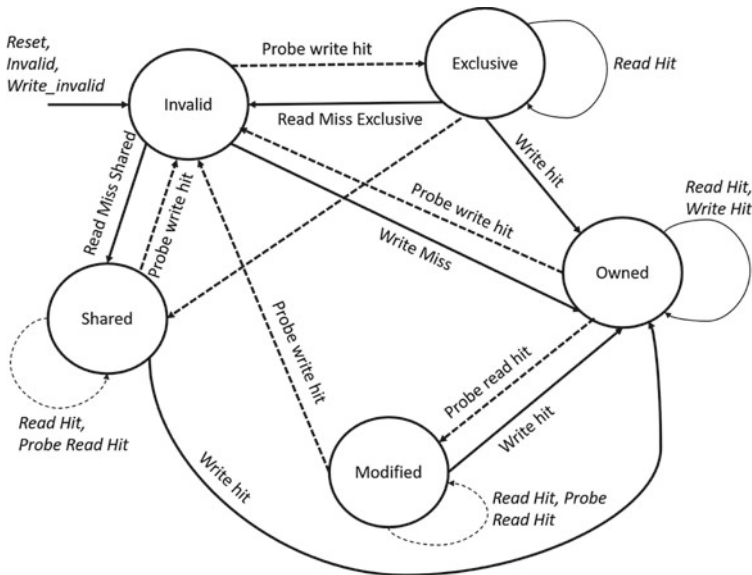 Reset,
Invalid,
Write_invalid
Probe write hit
Exclusive
Read Hit
Invalid
Read Miss Exclusive
Read Miss Shared
Probe write hit
Write hit
Probe write hit
Write Miss
Read Hit,
Write Hit
Owned
Shared
Probe write hit
Probe read hit
Write hit
Read Hit,
Probe Read Hit
Write hit
Modified
Read Hit, Probe
Read Hit